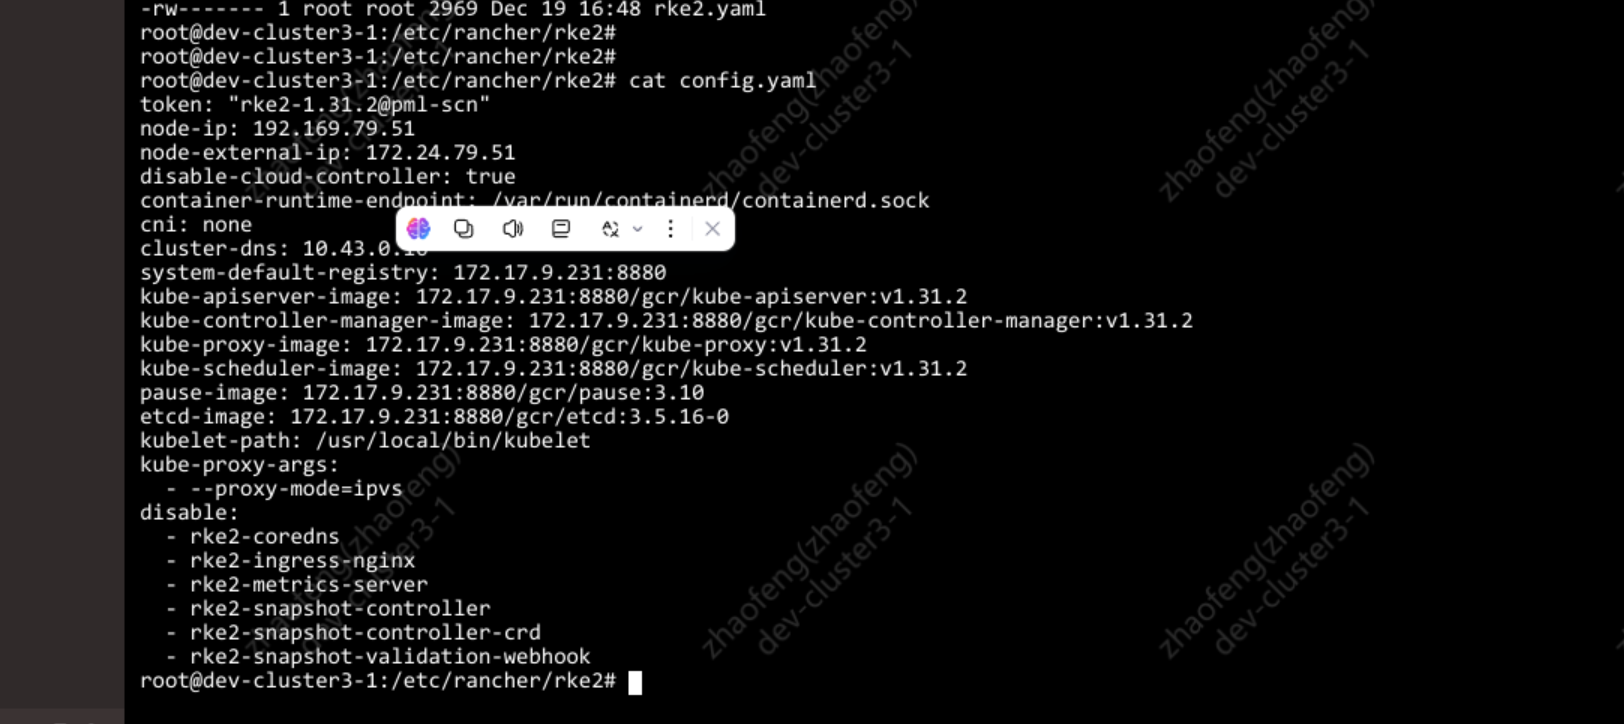 -rw------- 1 root root 2969 Dec 19 16:48 rke2.yaml
root@dev-cluster3-1:/etc/rancher/rke2#
root@dev-cluster3-1:/etc/rancher/rke2#
root@dev-cluster3-1:/etc/rancher/rke2# cat config.yaml
token: "rke2-1.31.2@pml-scn"
node-ip: 192.169.79.51
node-external-ip: 172.24.79.51
disable-cloud-controller: true
container-runtime-endpoint: /var/run/containerd/containerd.sock
cni: none
cluster-dns: 10.43.0.
system-default-registry: 172.17.9.231:8880
kube-apiserver-image: 172.17.9.231:8880/gcr/kube-apiserver:v1.31.2
kube-controller-manager-image: 172.17.9.231:8880/gcr/kube-controller-manager:v1.31.2
kube-proxy-image: 172.17.9.231:8880/gcr/kube-proxy:v1.31.2
kube-scheduler-image: 172.17.9.231:8880/gcr/kube-scheduler:v1.31.2
pause-image: 172.17.9.231:8880/gcr/pause:3.10
etcd-image: 172.17.9.231:8880/gcr/etcd:3.5.16-0
kubelet-path: /usr/local/bin/kubelet
kube-proxy-args:
  - --proxy-mode=ipvs
disable:
  - rke2-coredns
  - rke2-ingress-nginx
  - rke2-metrics-server
  - rke2-snapshot-controller
  - rke2-snapshot-controller-crd
  - rke2-snapshot-validation-webhook
root@dev-cluster3-1:/etc/rancher/rke2#
zhaofeng(zhaofeng)
dev-cluster3-1
zhaofeng(zhaofeng)
dev-cluster3-1
zhaofeng(zhaofeng)
dev-cluster3-1
zhaofeng(zhaofeng)
dev-cluster3-1
zhaofeng(zhaofeng)
dev-cluster3-1
zhaofeng(zhaofeng)
dev-cluster3-1